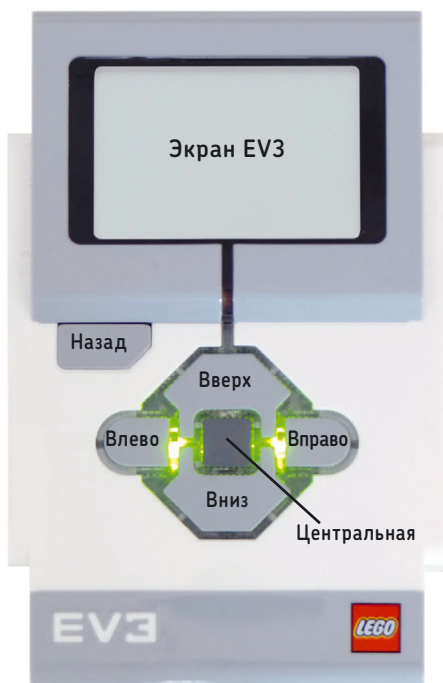 Экран EV3
Назад
Вверх
Влево
Вправо
Вниз
Центральная
EV3
LEGO